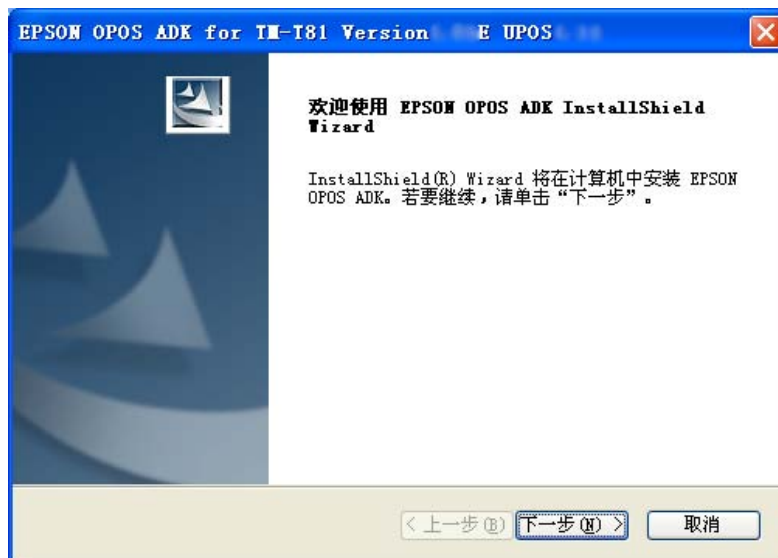 EPSON OPOS ADK for TM-T81 Version E UPOS
欢迎使用 EPSON OPOS ADK InstallShield
Wizard
InstallShield(R) Wizard 将在计算机中安装 EPSON
OPOS ADK。若要继续，请单击“下一步”。
< 上一步(B) 下一步(N) > 取消